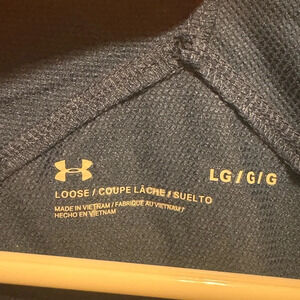 LG / G / G
LOOSE / COUPE LÂCHE / SUELTO
MADE IN VIETNAM / FABRIQUÉ AU VIETNAM /
HECHO EN VIETNAM